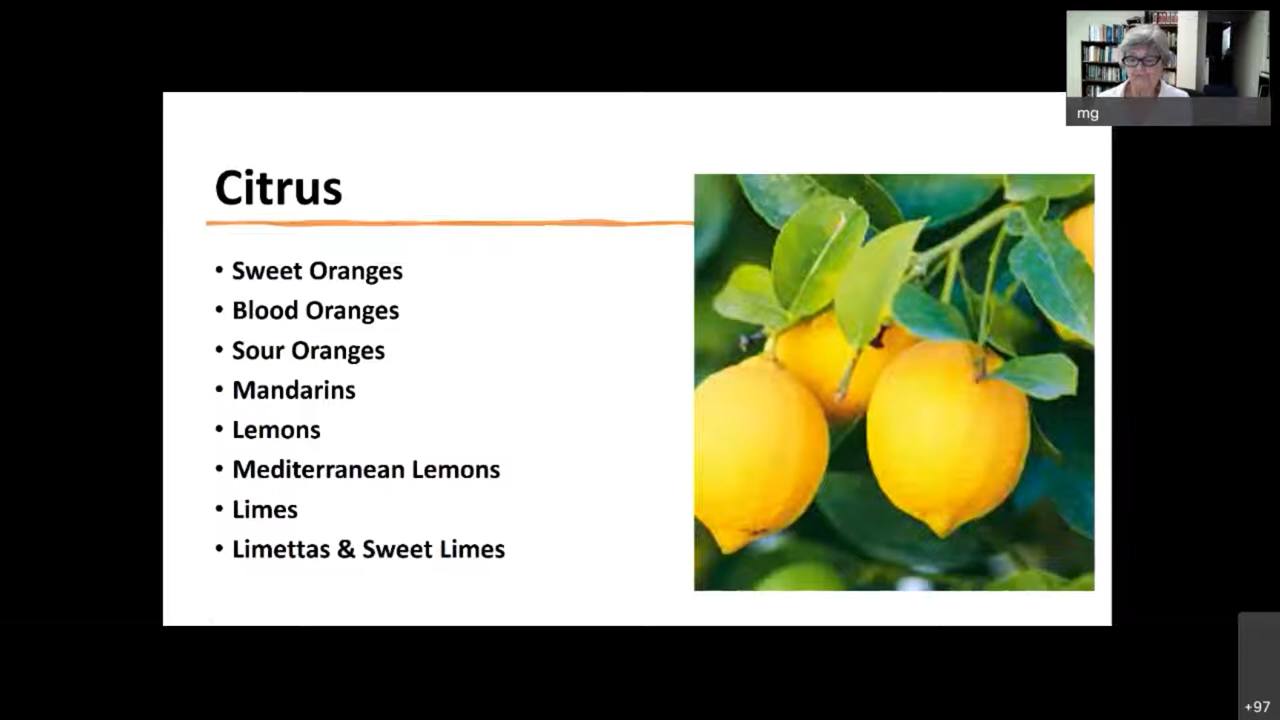 mg
Citrus
• Sweet Oranges
• Blood Oranges
• Sour Oranges
• Mandarins
• Lemons
• Mediterranean Lemons
• Limes
• Limettas & Sweet Limes
+97